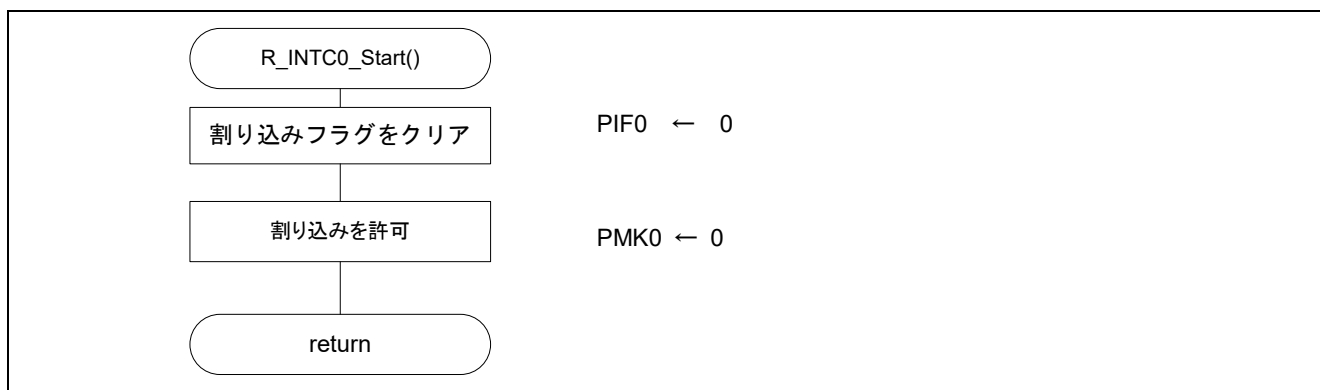 R_INTC0_Start()
割り込みフラグをクリア
PIF0 ← 0
割り込みを許可
PMK0 ← 0
return